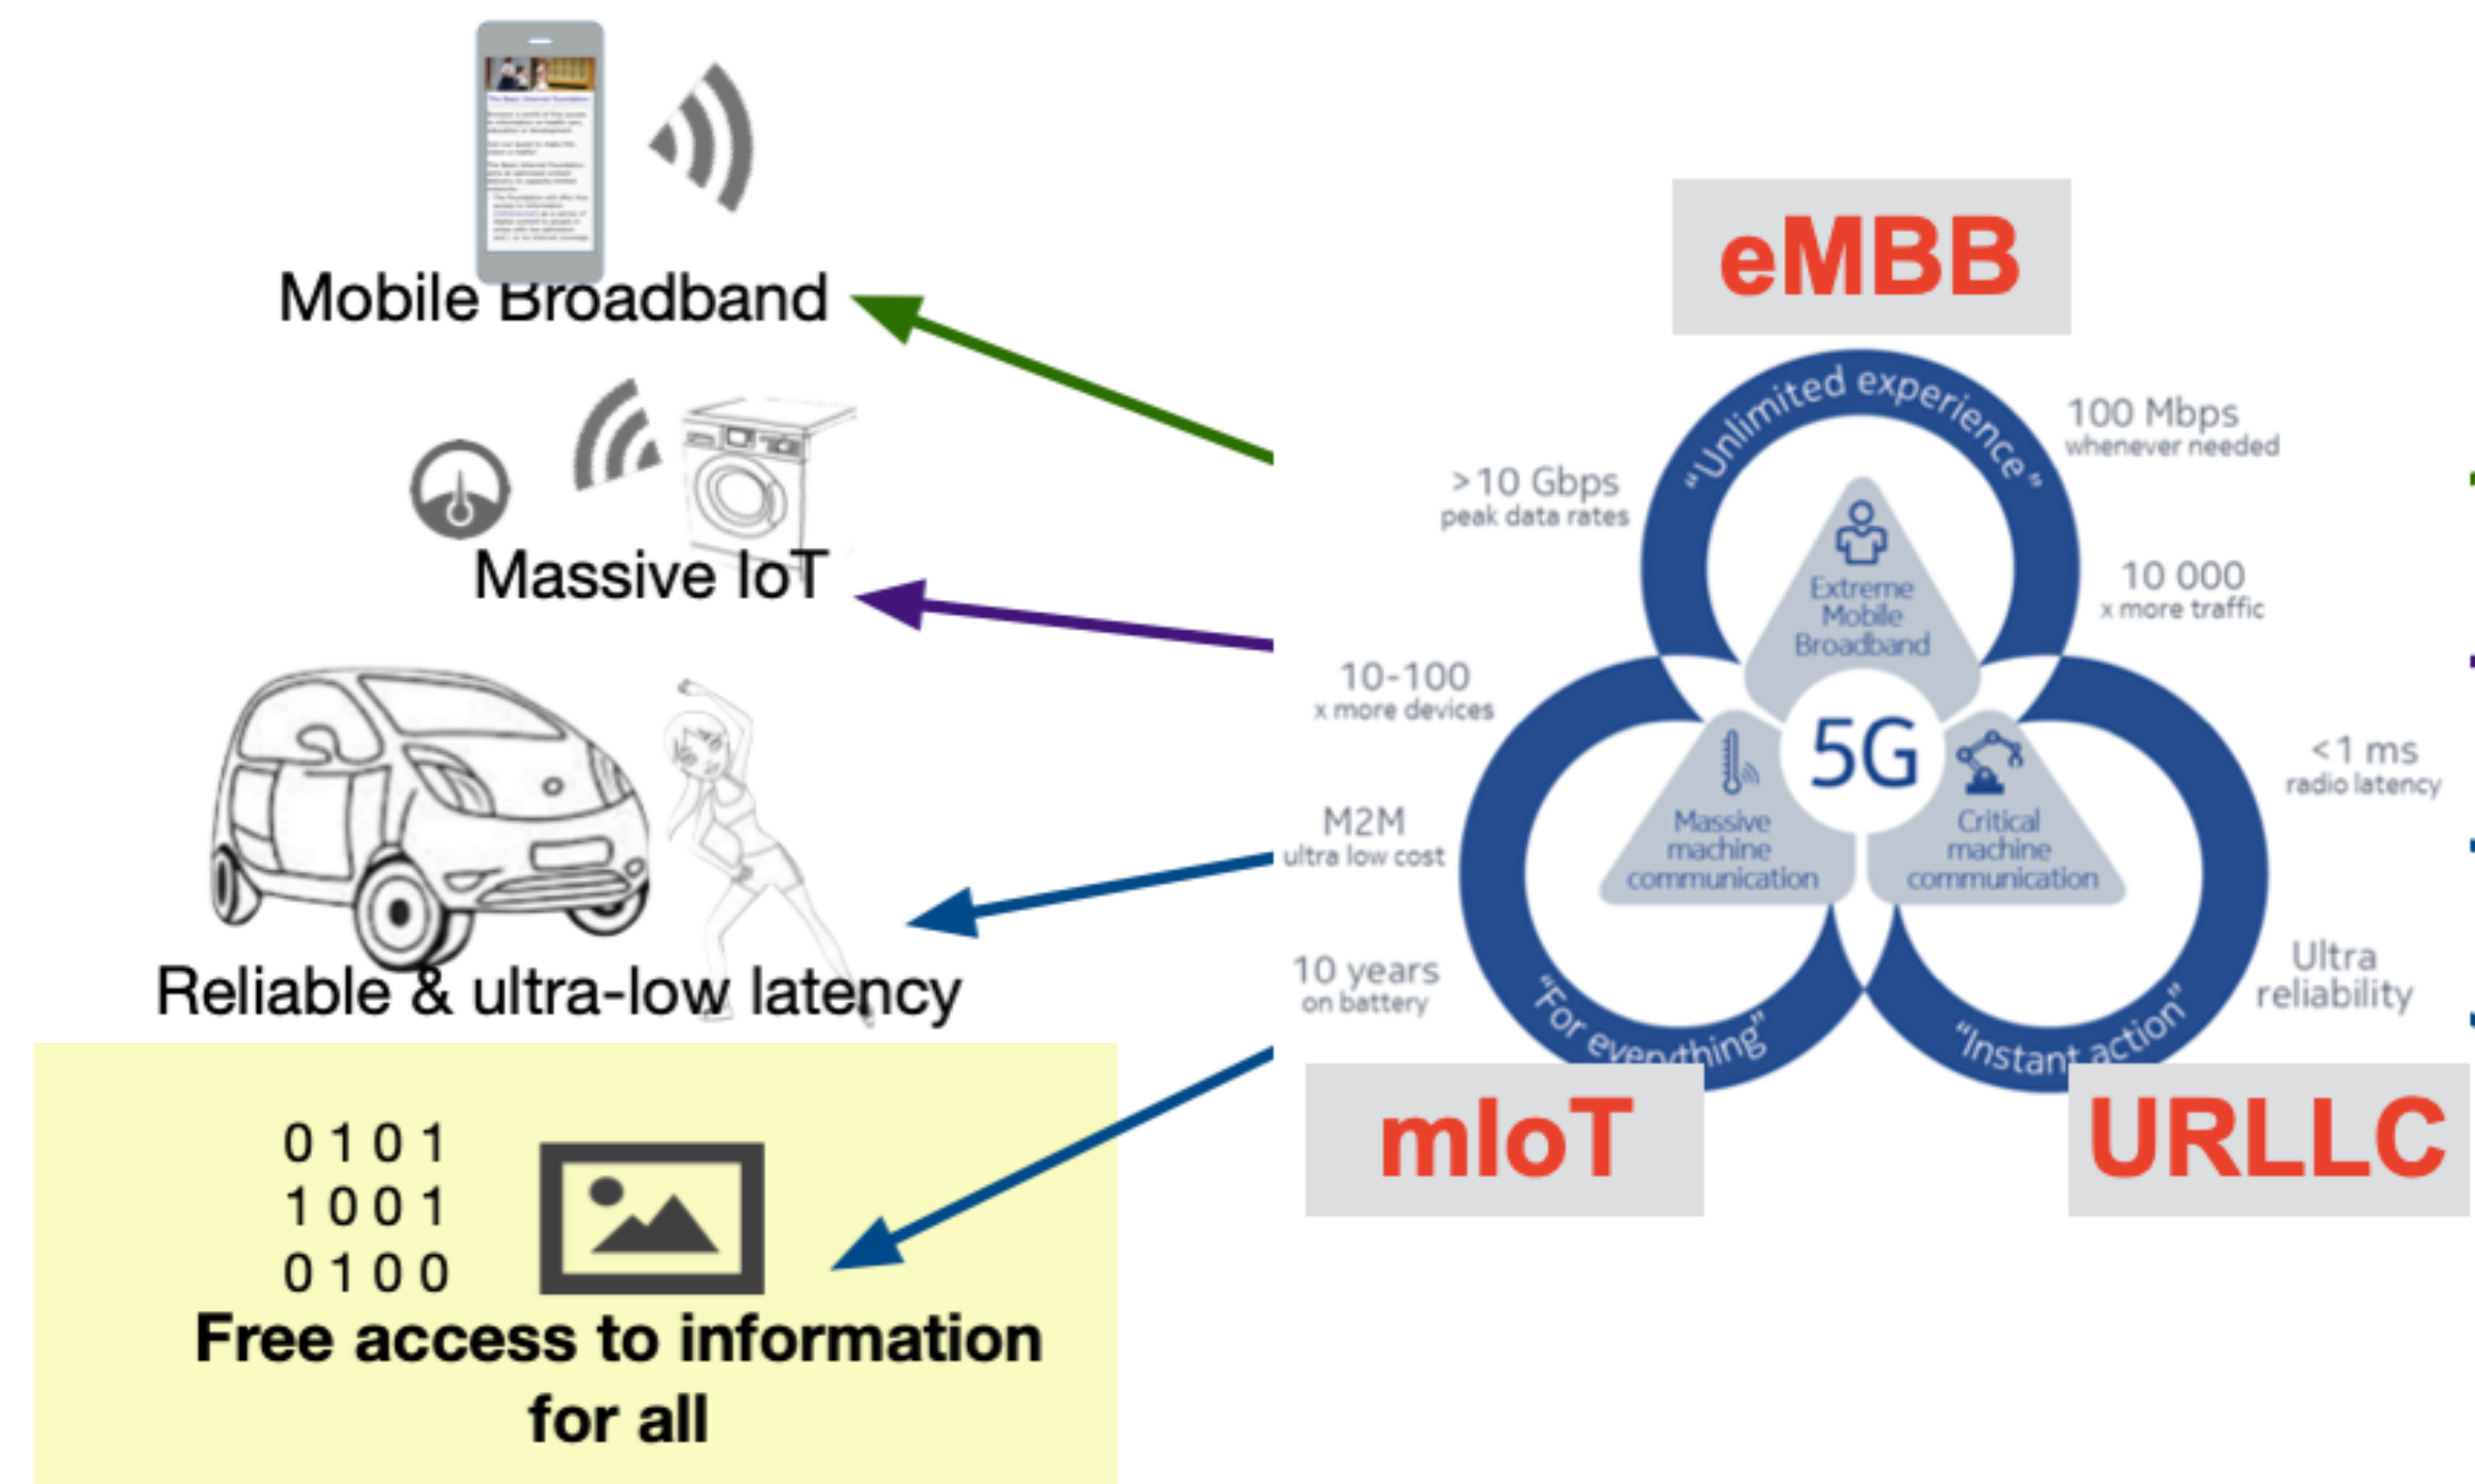 The Basic Internet Foundation
Mobile Broadband
Massive IoT
Reliable & ultra-low latency
0 1 0 1
1 0 0 1
0 1 0 0
Free access to information
for all
eMBB
“Unlimited experience”
100 Mbps
whenever needed
>10 Gbps
peak data rates
10 000
x more traffic
Extreme
Mobile
Broadband
10-100
x more devices
5G
<1 ms
radio latency
M2M
ultra low cost
Massive
machine
communication
Critical
machine
communication
10 years
on battery
Ultra
reliability
“For everything”
“Instant action”
mIoT
URLLC